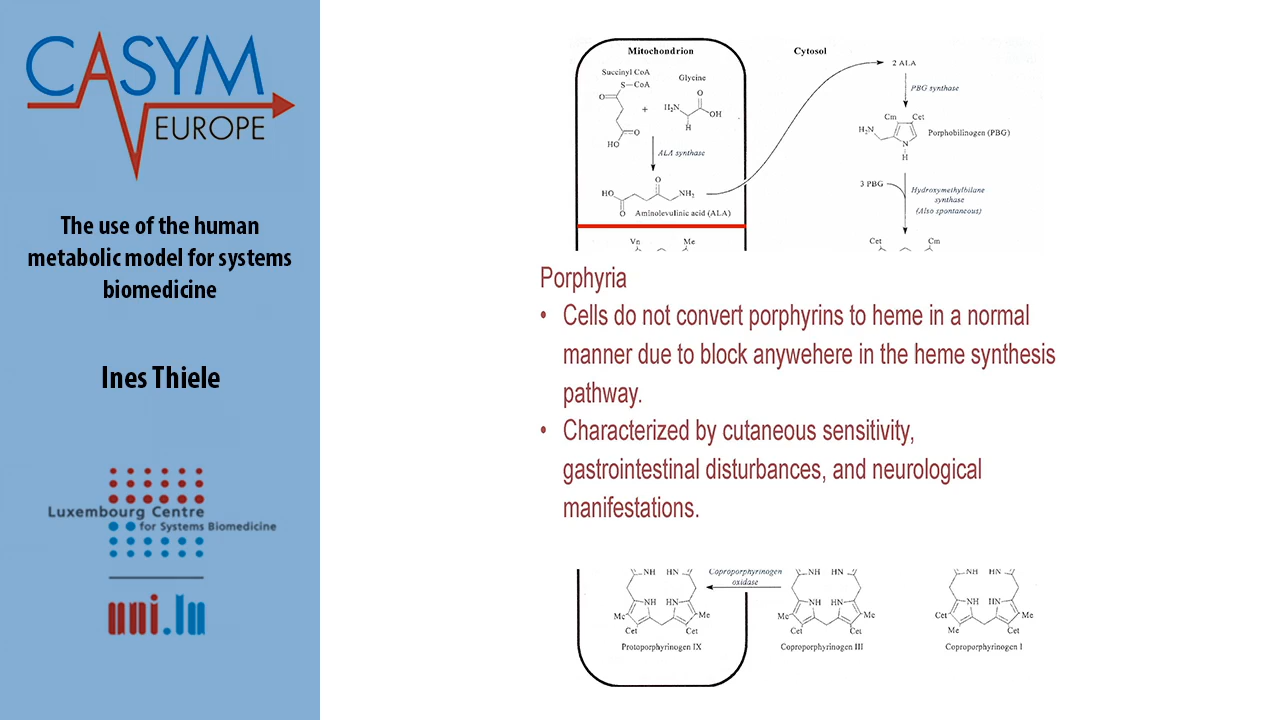 CASYM
EUROPE
The use of the human
metabolic model for systems
biomedicine
Ines Thiele
Luxembourg Centre
for Systems Biomedicine
uni.lu
Mitochondrion
Cytosol
Succinyl CoA
Glycine
S—CoA
O
O
H₂N
OH
+
H
O
HO
ALA synthase
O
HO
NH₂
O
Aminolevulinic acid (ALA)
2 ALA
PBG synthase
Cm Cet
H₂N
N
H
Porphobilinogen (PBG)
3 PBG
Hydroxymethylbilane
synthase
(Also spontaneous)
Vn Me
Cet Cm
Porphyria
• Cells do not convert porphyrins to heme in a normal
manner due to block anywehere in the heme synthesis
pathway.
• Characterized by cutaneous sensitivity,
gastrointestinal disturbances, and neurological
manifestations.
NH HN
Coproporphyrinogen
oxidase
NH HN
NH HN
NH HN
NH HN
NH HN
Me Me
Me Me
Cet Me
Cet Cet
Cet Cet
Me Cet
Protoporphyrinogen IX
Coproporphyrinogen III
Coproporphyrinogen I